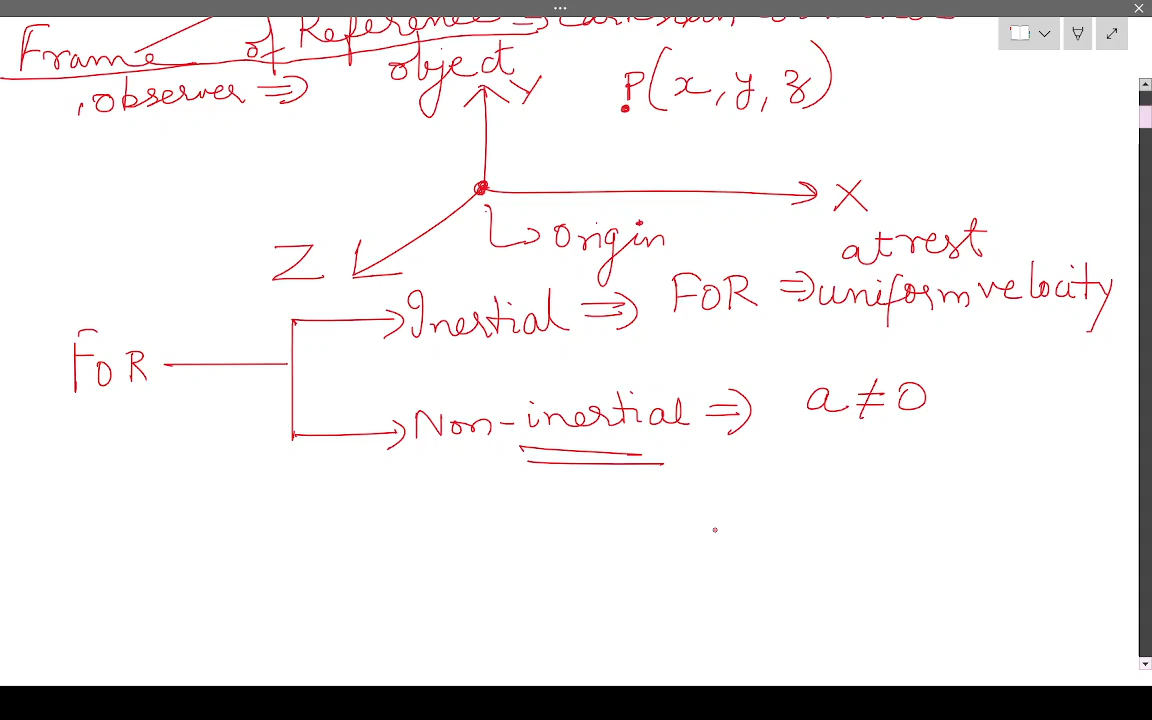 Frame of Reference ⇒
observer ⇒ object
Y
P(x, y, z)
X
Origin
Z
at rest
Inertial ⇒ FOR ⇒ uniform velocity
FOR
Non-inertial ⇒ a ≠ 0